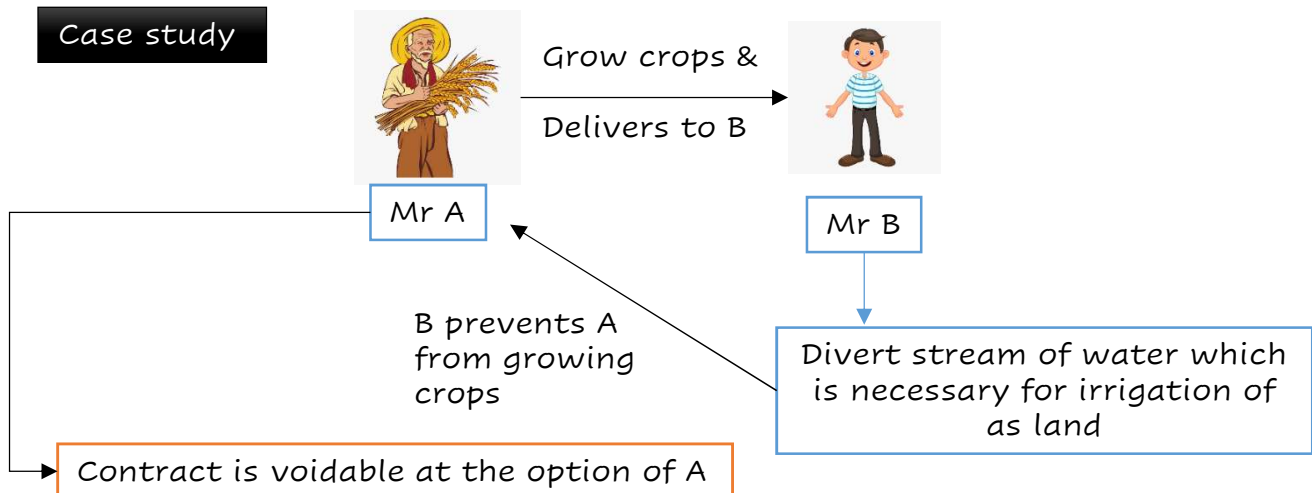 Case study
Grow crops &
Delivers to B
Mr A
Mr B
B prevents A
from growing
crops
Divert stream of water which
is necessary for irrigation of
as land
Contract is voidable at the option of A